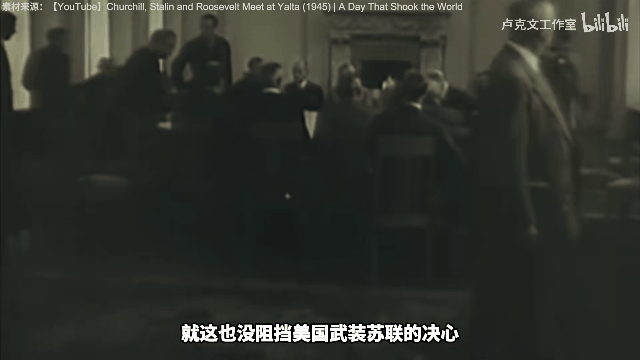 素材来源：【YouTube】Churchill, Stalin and Roosevelt Meet at Yalta (1945) | A Day That Shook the World
卢克文工作室 bilibili
就这也没阻挡美国武装苏联的决心